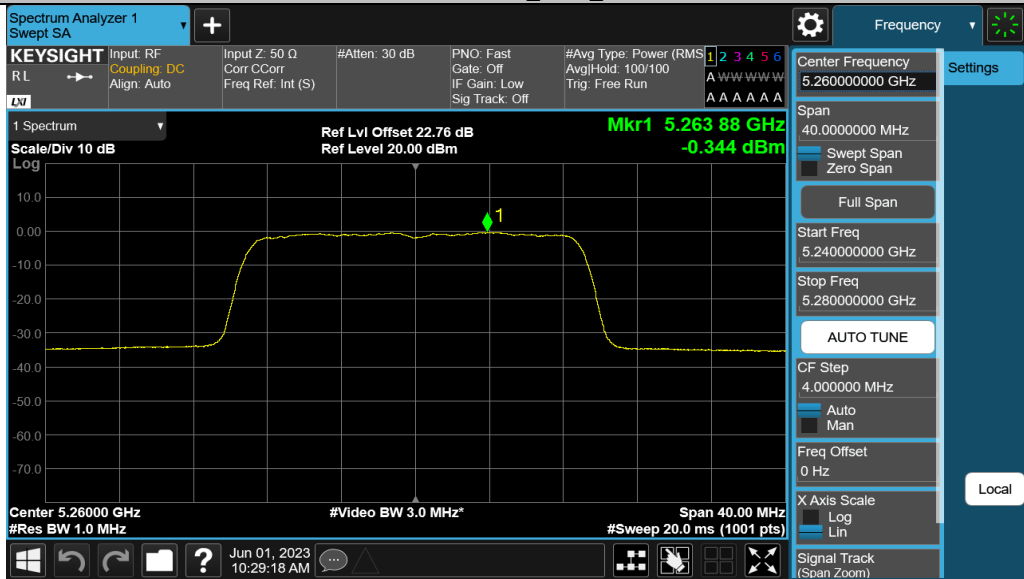 Spectrum Analyzer 1
Swept SA
+
Frequency
KEYSIGHT
RL
LXI
Input: RF
Coupling: DC
Align: Auto
Input Z: 50 Ω
Corr CCorr
Freq Ref: Int (S)
#Atten: 30 dB
PNO: Fast
Gate: Off
IF Gain: Low
Sig Track: Off
#Avg Type: Power (RMS
Avg|Hold: 100/100
Trig: Free Run
1 2 3 4 5 6
A W W W W W
A A A A A A
1 Spectrum
Scale/Div 10 dB
Log
Ref Lvl Offset 22.76 dB
Ref Level 20.00 dBm
Mkr1 5.263 88 GHz
-0.344 dBm
1
10.0
0.00
-10.0
-20.0
-30.0
-40.0
-50.0
-60.0
-70.0
Center 5.26000 GHz
#Res BW 1.0 MHz
#Video BW 3.0 MHz*
Span 40.00 MHz
#Sweep 20.0 ms (1001 pts)
Jun 01, 2023
10:29:18 AM
?
Center Frequency
5.260000000 GHz
Span
40.0000000 MHz
Swept Span
Zero Span
Full Span
Start Freq
5.240000000 GHz
Stop Freq
5.280000000 GHz
AUTO TUNE
CF Step
4.000000 MHz
Auto
Man
Freq Offset
0 Hz
X Axis Scale
Log
Lin
Signal Track
(Span Zoom)
Settings
Local